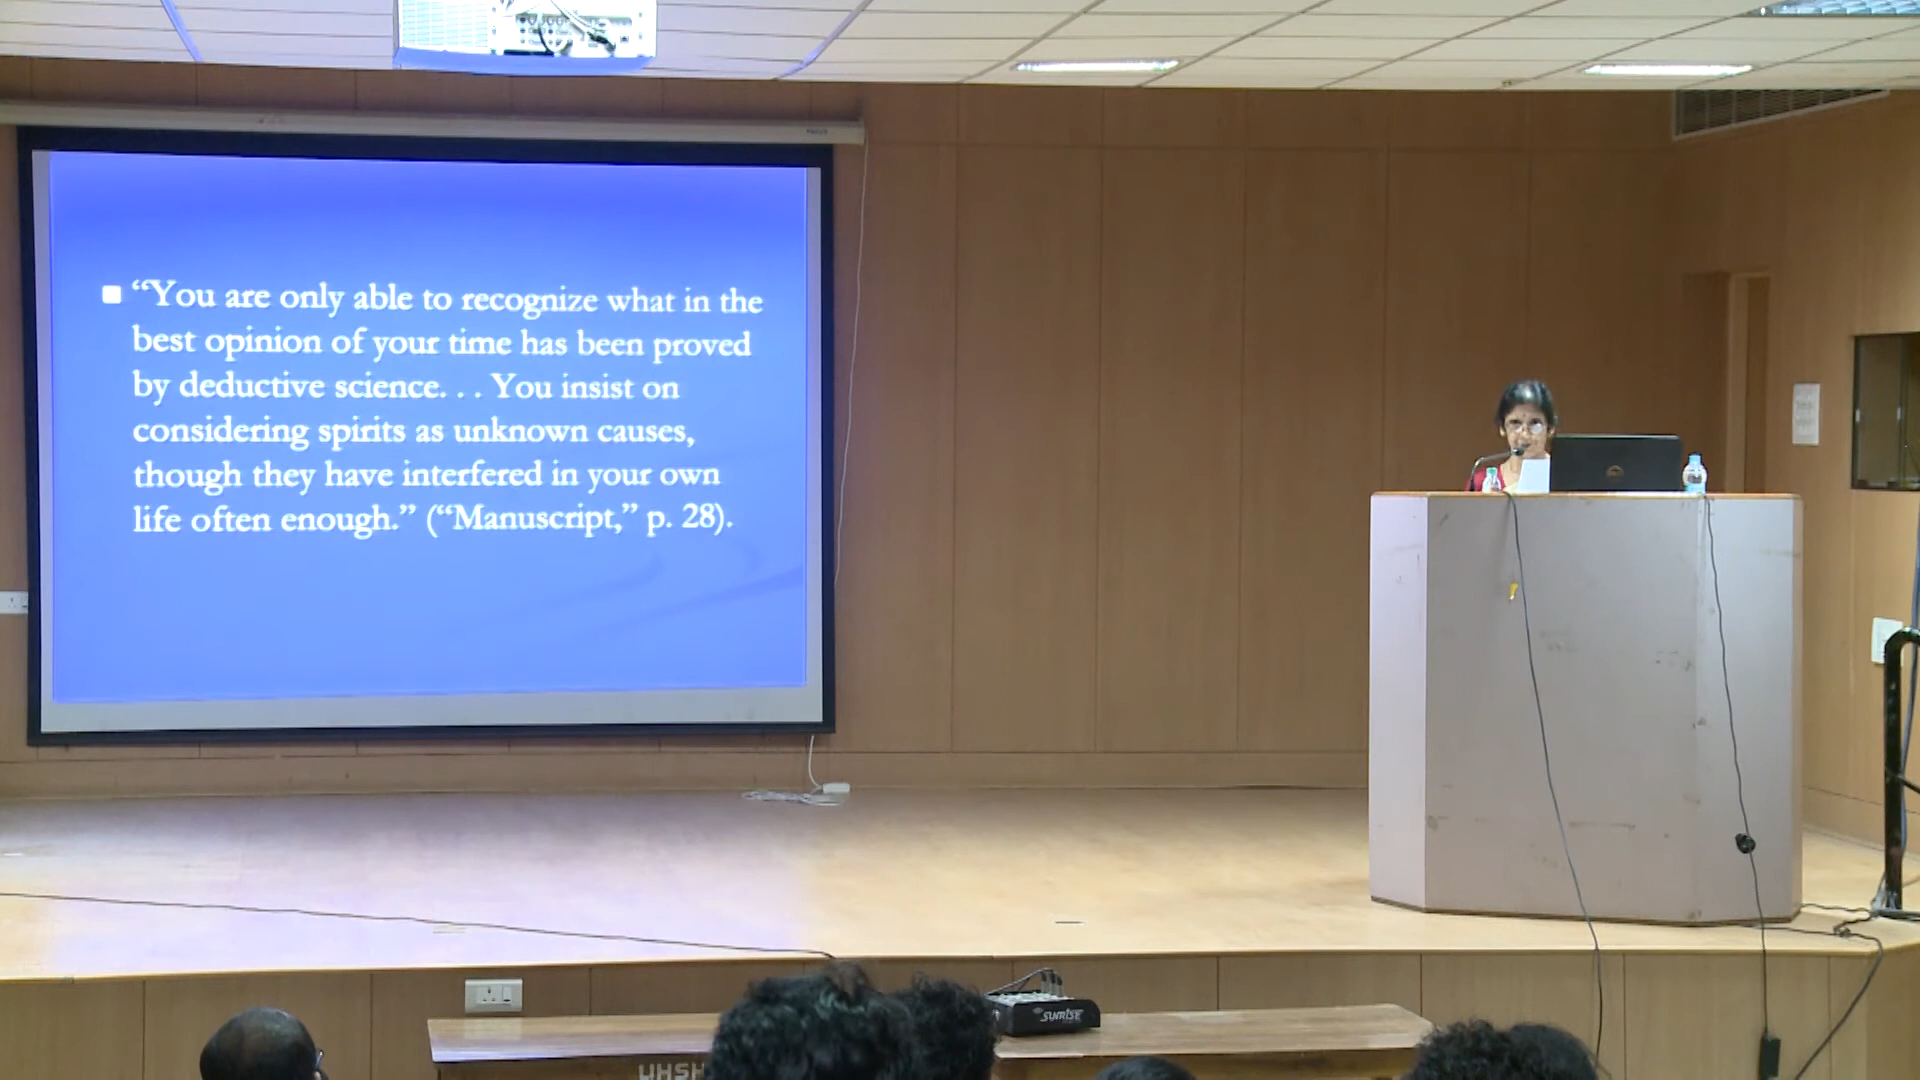 “You are only able to recognize what in the
best opinion of your time has been proved
by deductive science. . . You insist on
considering spirits as unknown causes,
though they have interfered in your own
life often enough.” (“Manuscript,” p. 28).
SUNRISE